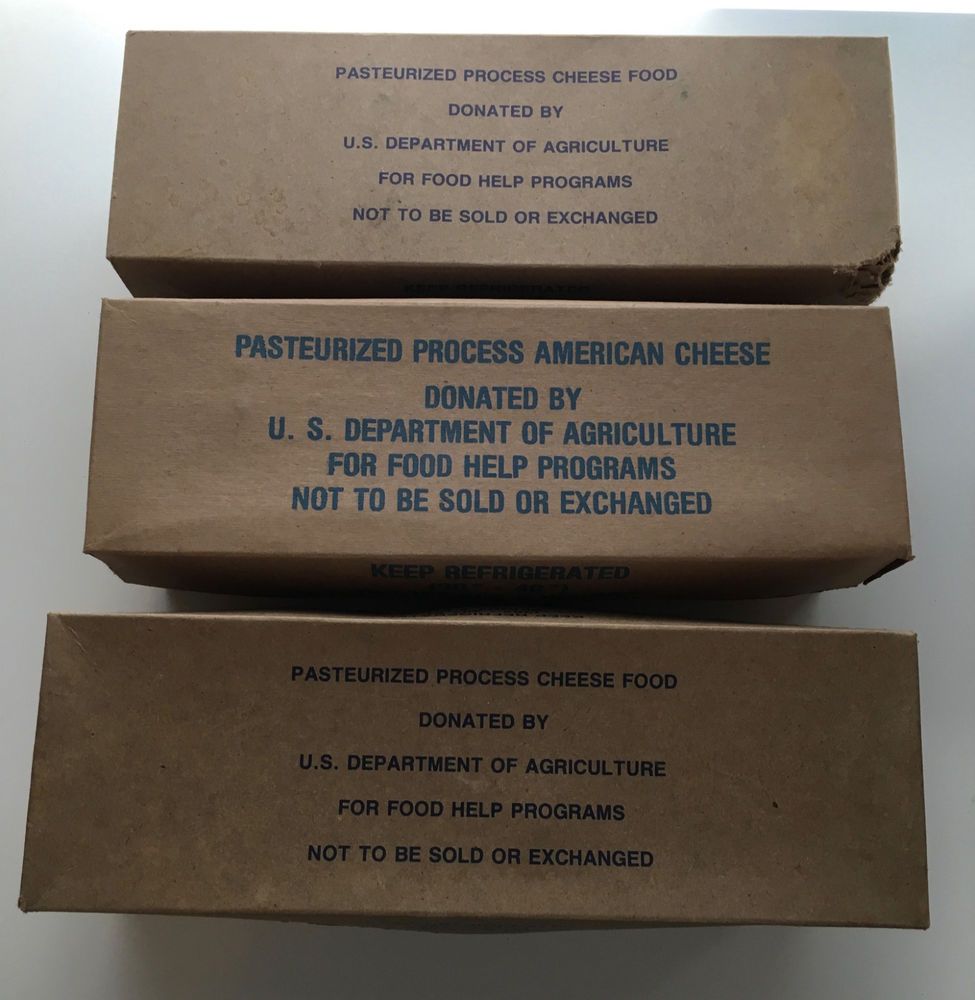 PASTEURIZED PROCESS CHEESE FOOD
DONATED BY
U.S. DEPARTMENT OF AGRICULTURE
FOR FOOD HELP PROGRAMS
NOT TO BE SOLD OR EXCHANGED
KEEP REFRIGERATED
PASTEURIZED PROCESS AMERICAN CHEESE
DONATED BY
U. S. DEPARTMENT OF AGRICULTURE
FOR FOOD HELP PROGRAMS
NOT TO BE SOLD OR EXCHANGED
KEEP REFRIGERATED
PASTEURIZED PROCESS CHEESE FOOD
DONATED BY
U.S. DEPARTMENT OF AGRICULTURE
FOR FOOD HELP PROGRAMS
NOT TO BE SOLD OR EXCHANGED